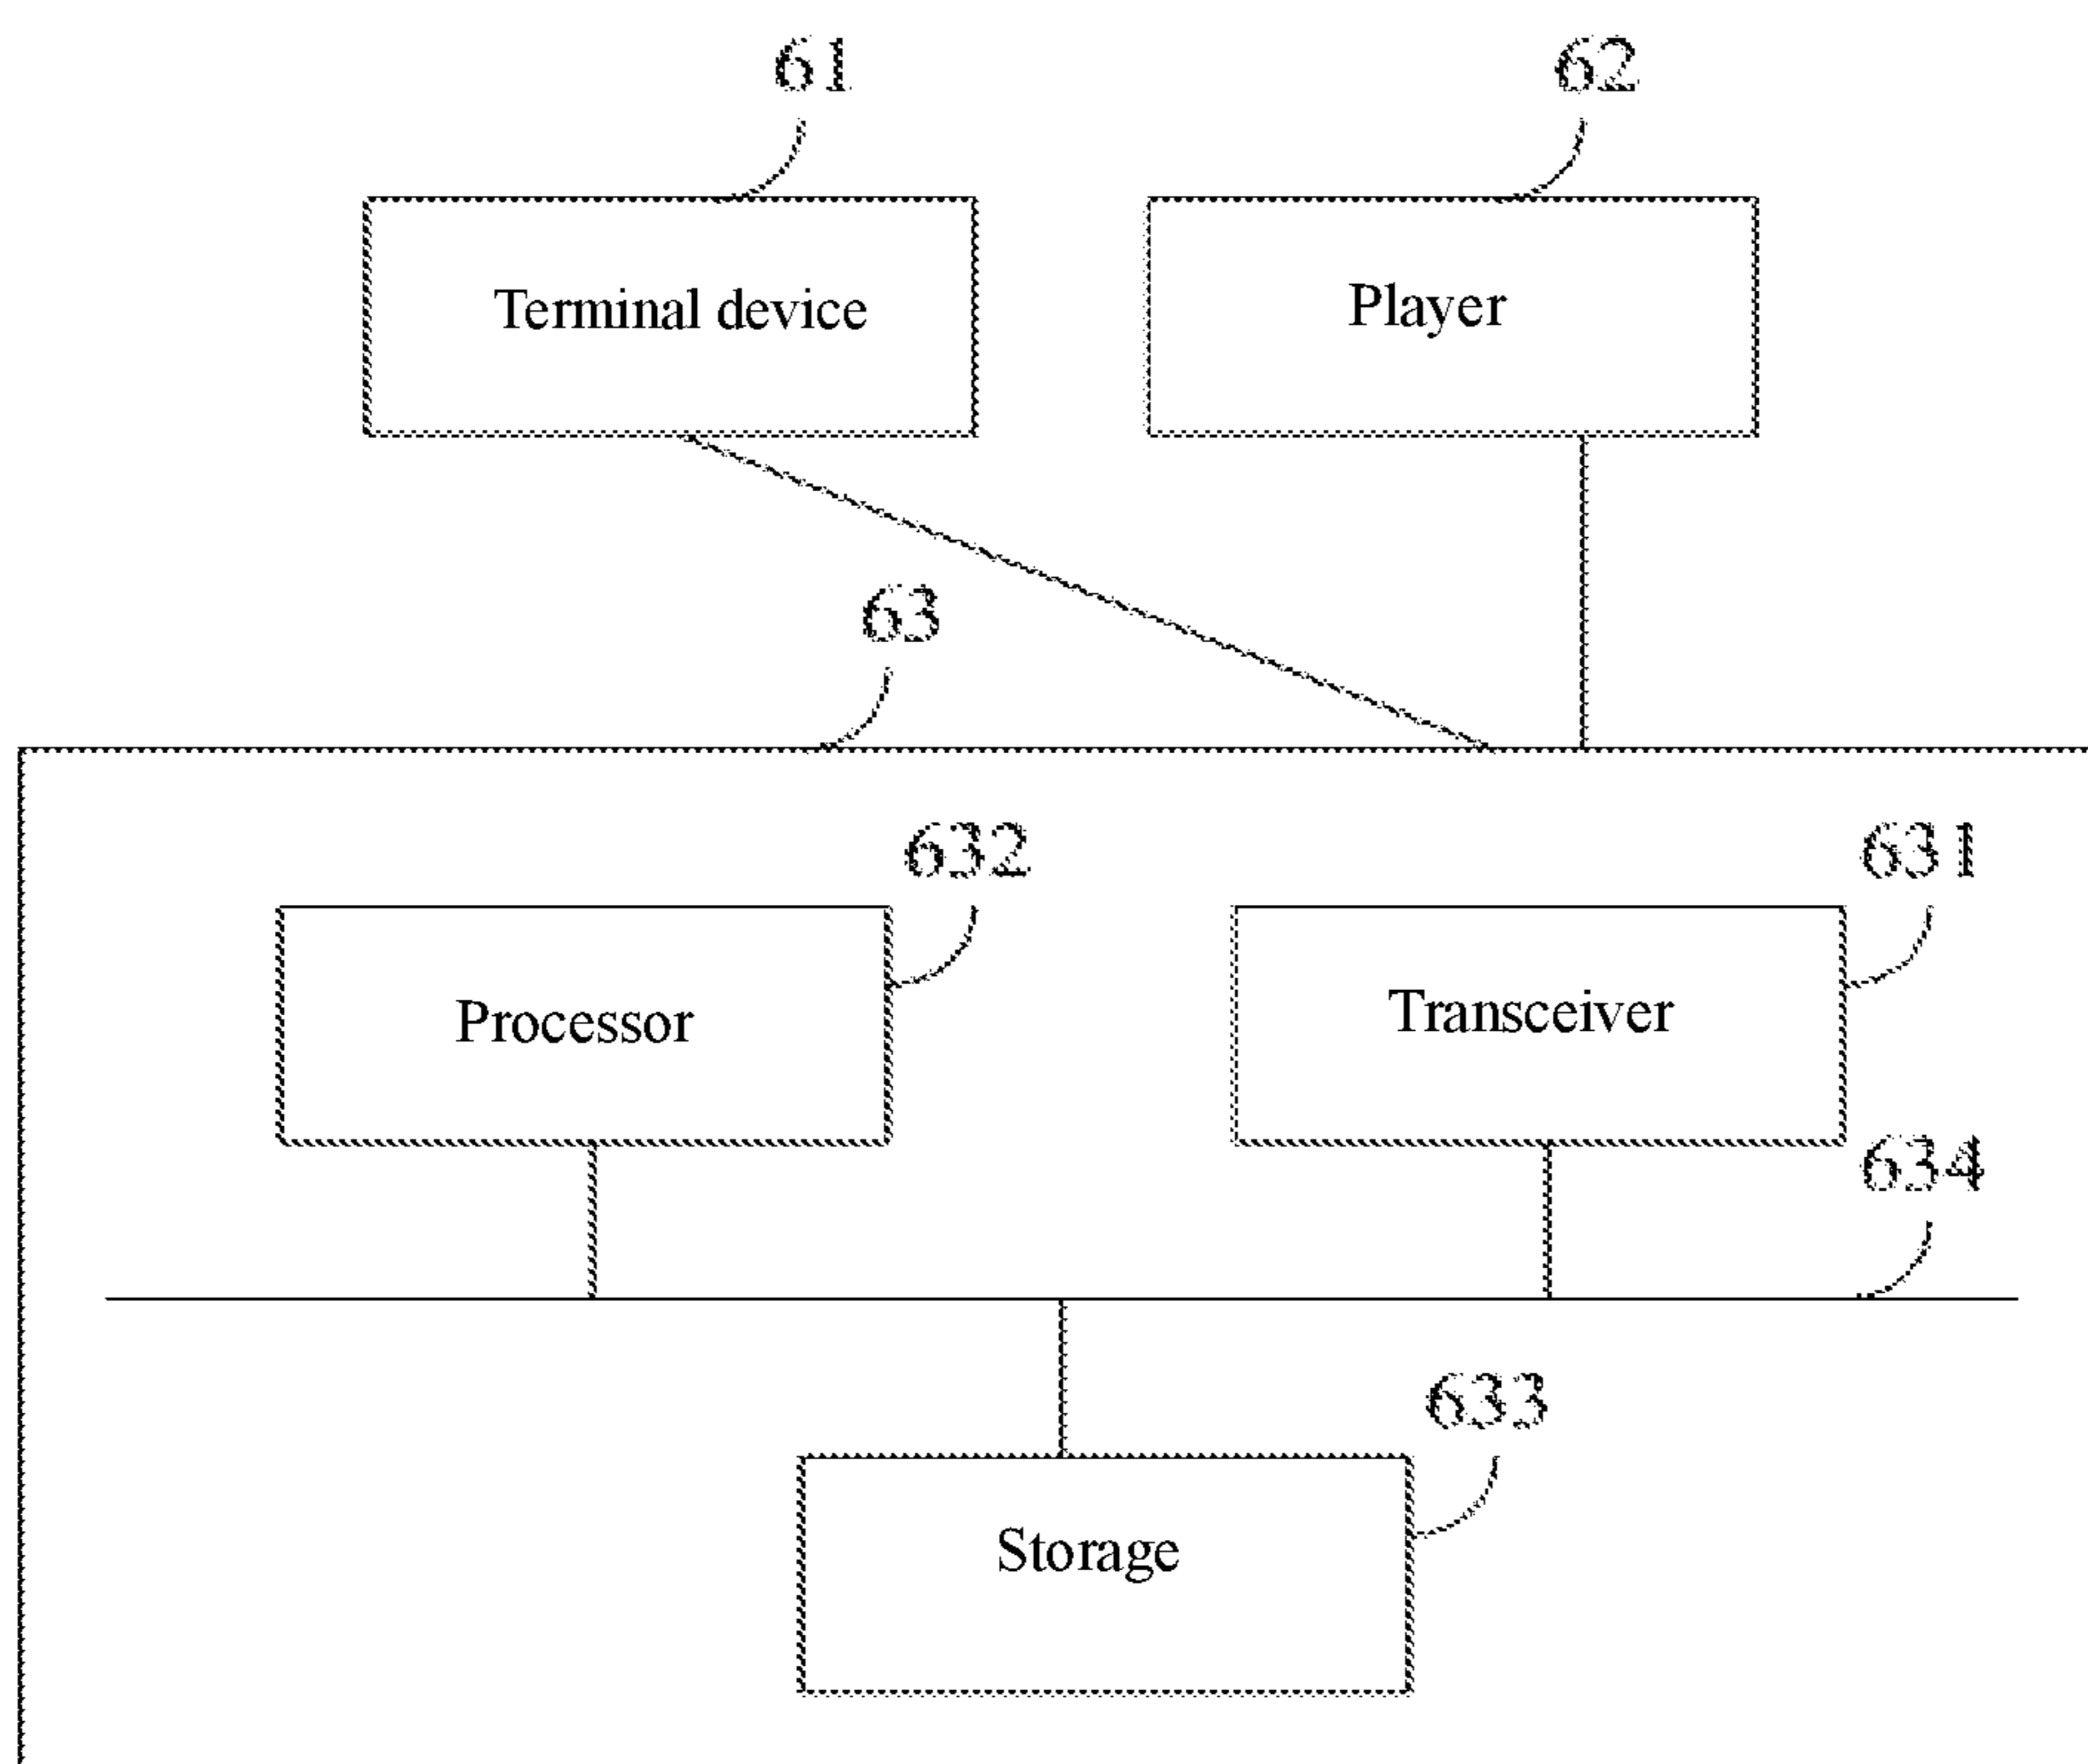 61
62
Terminal device
Player
63
632
631
Processor
Transceiver
634
633
Storage